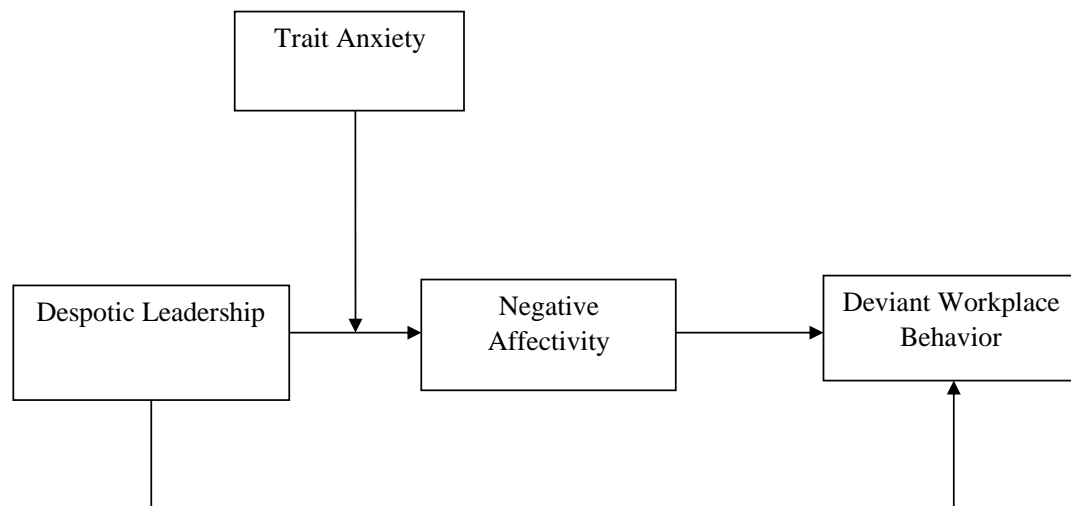 Trait Anxiety
Despotic Leadership
Negative
Affectivity
Deviant Workplace
Behavior